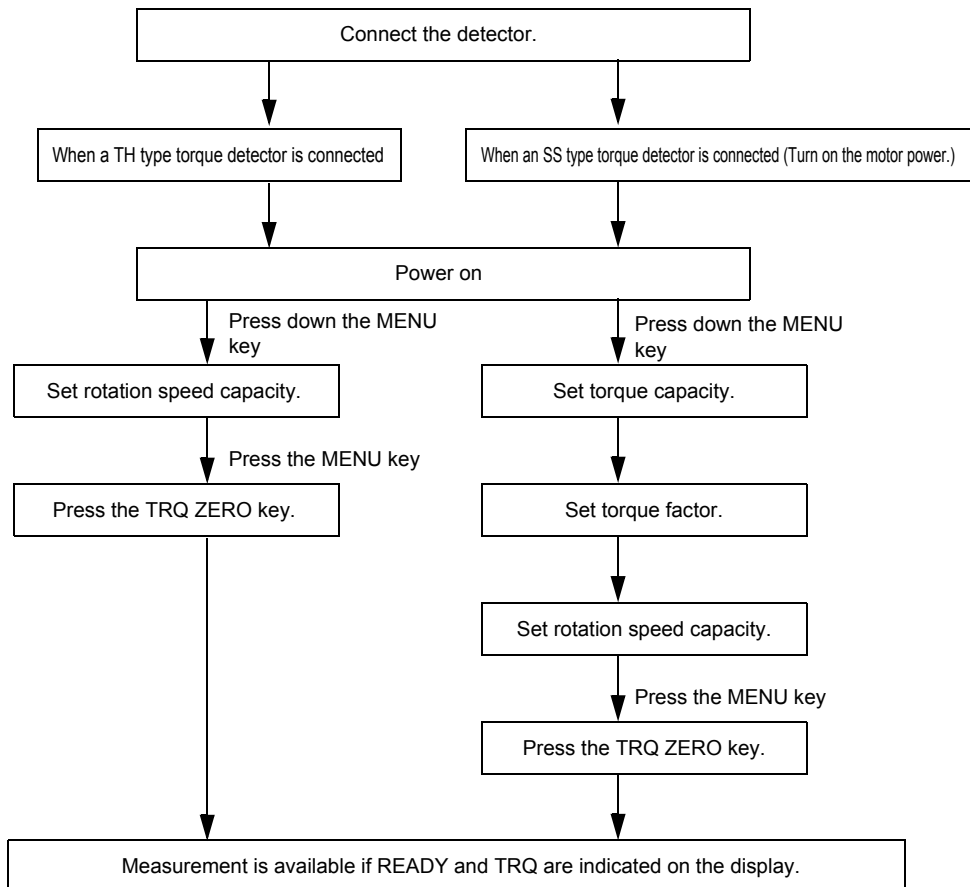 Connect the detector.
When a TH type torque detector is connected
When an SS type torque detector is connected (Turn on the motor power.)
Power on
Press down the MENU
key
Press down the MENU
key
Set rotation speed capacity.
Set torque capacity.
Press the MENU key
Press the TRQ ZERO key.
Set torque factor.
Set rotation speed capacity.
Press the MENU key
Press the TRQ ZERO key.
Measurement is available if READY and TRQ are indicated on the display.